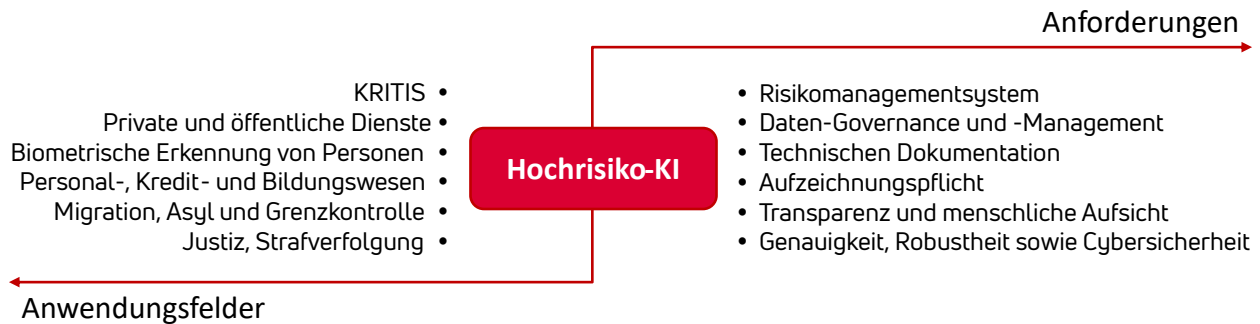 Anforderungen
KRITIS •
Private und öffentliche Dienste •
Biometrische Erkennung von Personen •
Personal-, Kredit- und Bildungswesen •
Migration, Asyl und Grenzkontrolle •
Justiz, Strafverfolgung •
Hochrisiko-KI
• Risikomanagementsystem
• Daten-Governance und -Management
• Technischen Dokumentation
• Aufzeichnungspflicht
• Transparenz und menschliche Aufsicht
• Genauigkeit, Robustheit sowie Cybersicherheit
Anwendungsfelder